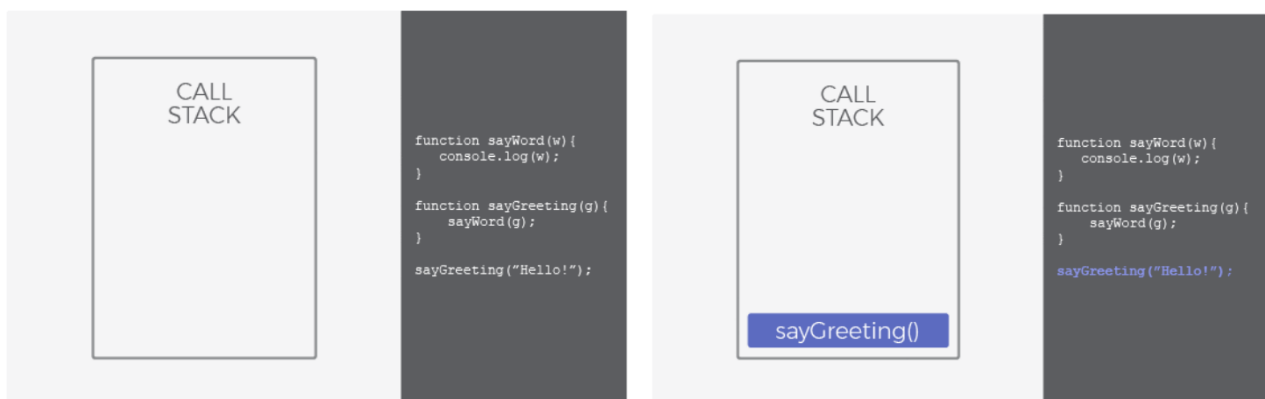 CALL
STACK
function sayWord(w){
console.log(w);
}
function sayGreeting(g){
sayWord(g);
}
sayGreeting(”Hello!”);
CALL
STACK
sayGreeting()
function sayWord(w){
console.log(w);
}
function sayGreeting(g){
sayWord(g);
}
sayGreeting(”Hello!”);